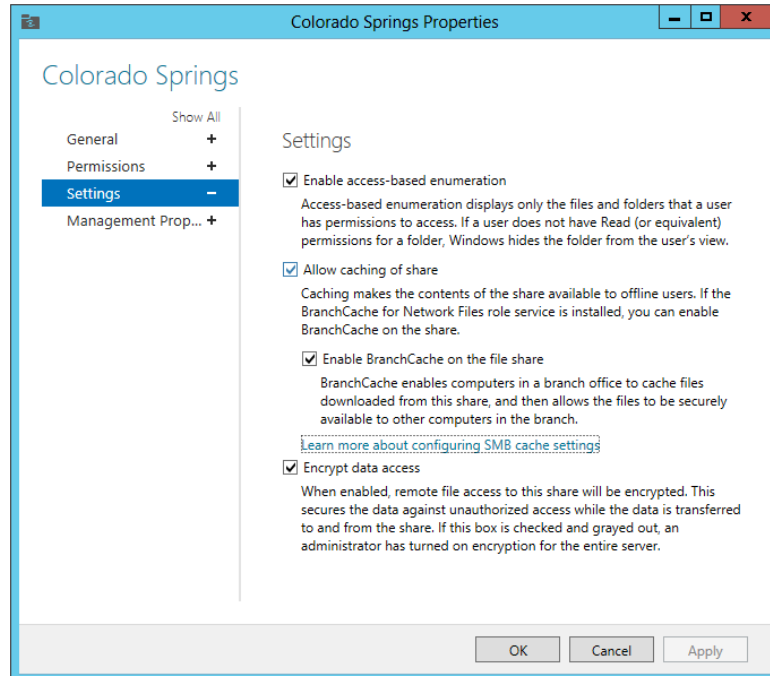 Colorado Springs Properties
x
Colorado Springs
Show All
General +
Permissions +
Settings −
Management Prop... +
Settings
Enable access-based enumeration
Access-based enumeration displays only the files and folders that a user
has permissions to access. If a user does not have Read (or equivalent)
permissions for a folder, Windows hides the folder from the user's view.
Allow caching of share
Caching makes the contents of the share available to offline users. If the
BranchCache for Network Files role service is installed, you can enable
BranchCache on the share.
Enable BranchCache on the file share
BranchCache enables computers in a branch office to cache files
downloaded from this share, and then allows the files to be securely
available to other computers in the branch.
Learn more about configuring SMB cache settings
Encrypt data access
When enabled, remote file access to this share will be encrypted. This
secures the data against unauthorized access while the data is transferred
to and from the share. If this box is checked and grayed out, an
administrator has turned on encryption for the entire server.
OK Cancel Apply